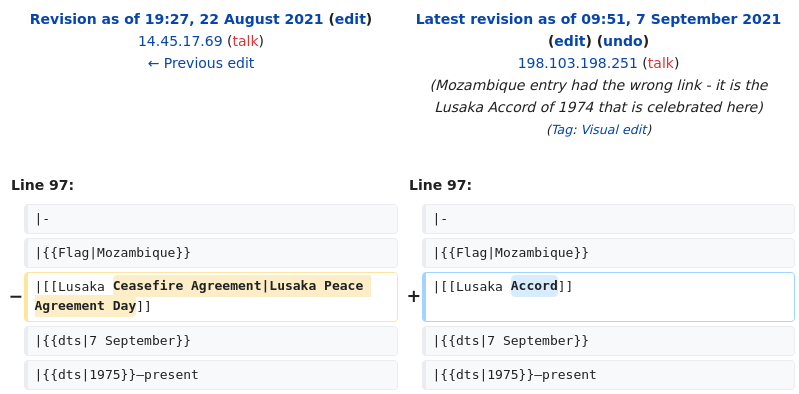 Revision as of 19:27, 22 August 2021 (edit)
14.45.17.69 (talk)
← Previous edit
Latest revision as of 09:51, 7 September 2021
(edit) (undo)
198.103.198.251 (talk)
(Mozambique entry had the wrong link - it is the
Lusaka Accord of 1974 that is celebrated here)
(Tag: Visual edit)
Line 97:
Line 97:
|-
|-
|{{Flag|Mozambique}}
|{{Flag|Mozambique}}
− |[[Lusaka Ceasefire Agreement|Lusaka Peace
Agreement Day]]
+ |[[Lusaka Accord]]
|{{dts|7 September}}
|{{dts|7 September}}
|{{dts|1975}}–present
|{{dts|1975}}–present